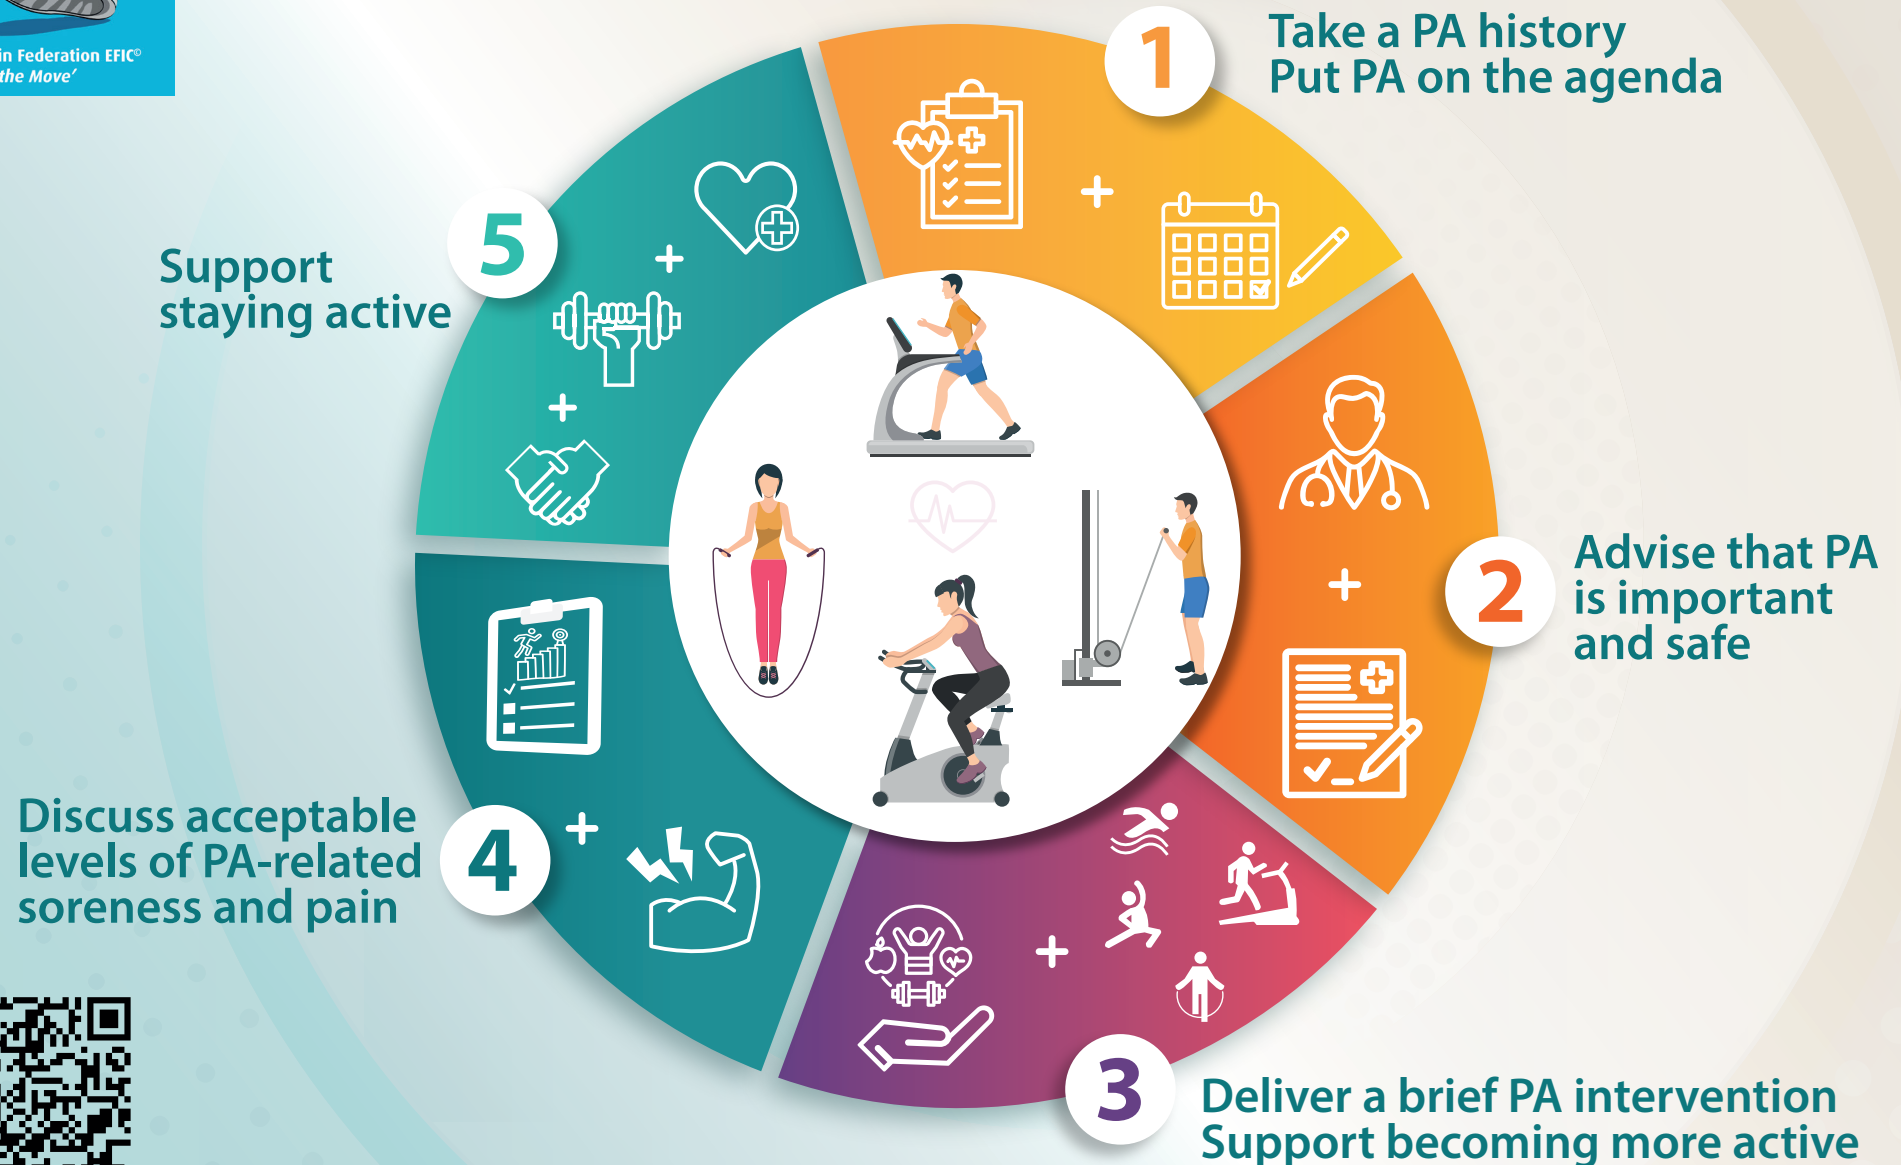 in Federation EFIC©
the Move’
1
Take a PA history
Put PA on the agenda
2
Advise that PA
is important
and safe
3
Deliver a brief PA intervention
Support becoming more active
4
Discuss acceptable
levels of PA-related
soreness and pain
5
Support
staying active